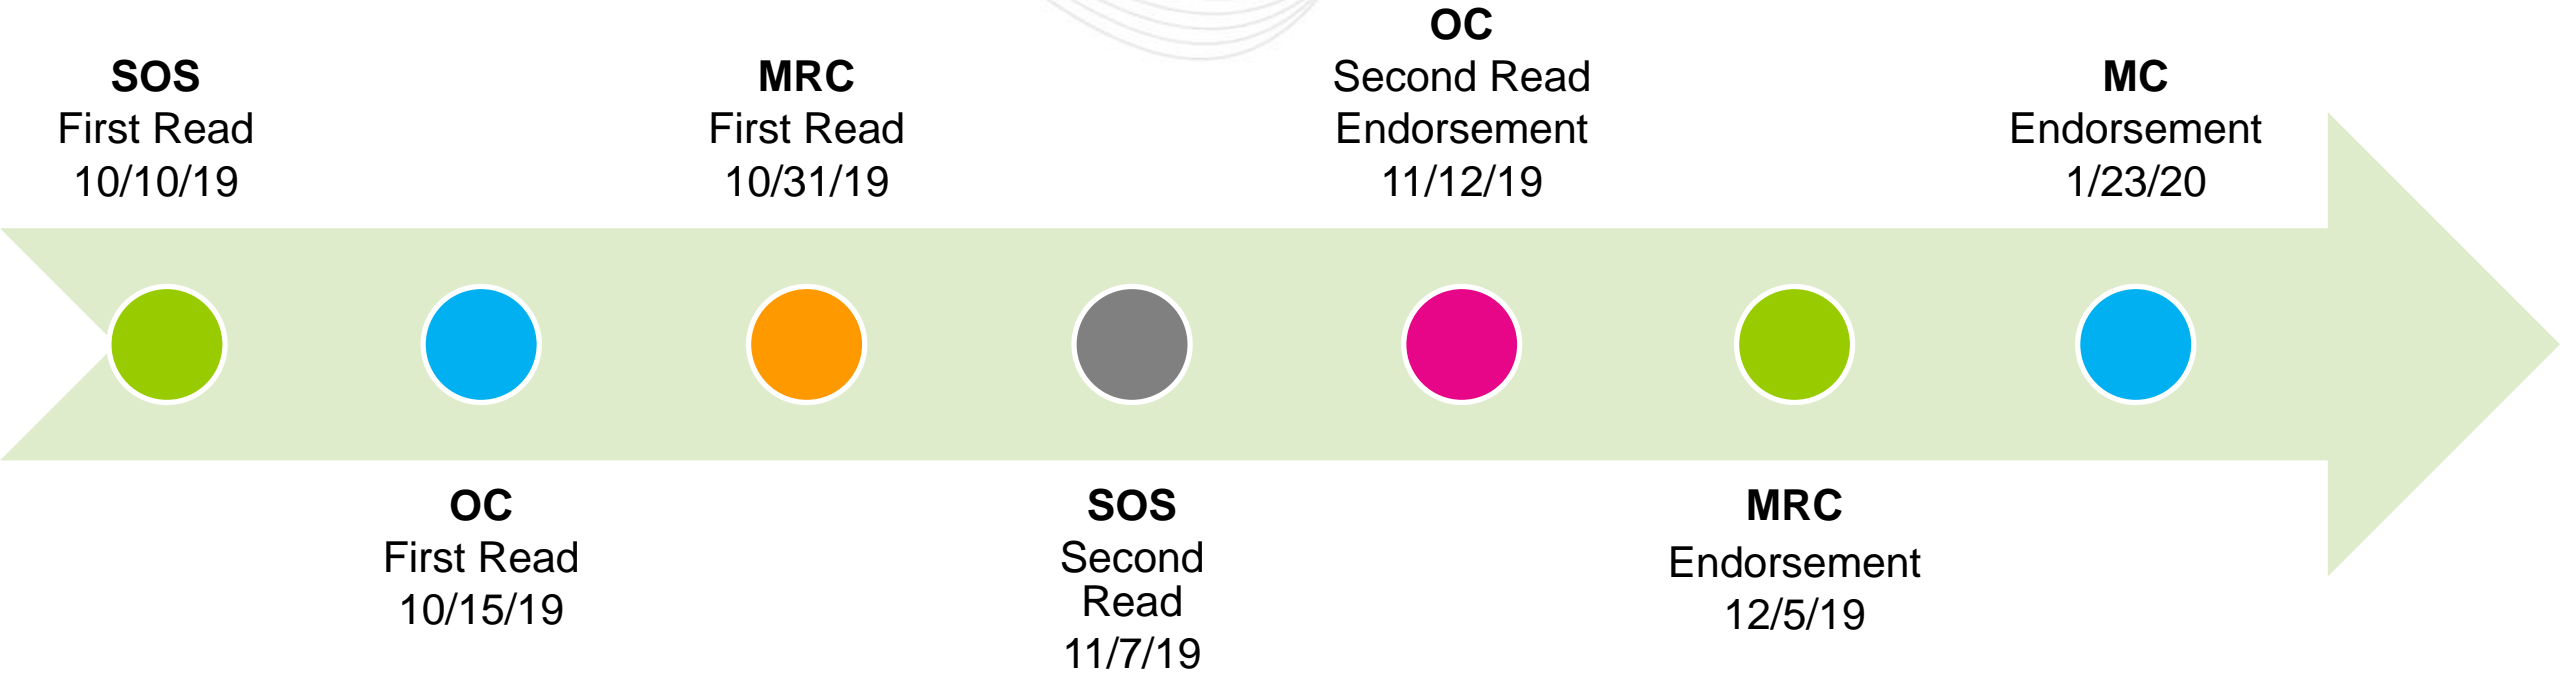 SOS
First Read
10/10/19
OC
First Read
10/15/19
MRC
First Read
10/31/19
SOS
Second
Read
11/7/19
OC
Second Read
Endorsement
11/12/19
MRC
Endorsement
12/5/19
MC
Endorsement
1/23/20